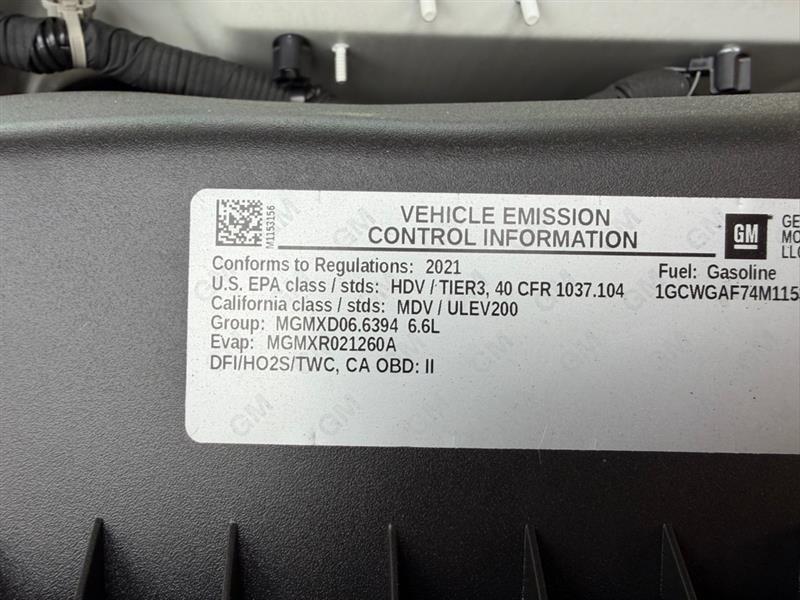 M1153156
VEHICLE EMISSION
CONTROL INFORMATION
GM
Conforms to Regulations: 2021
Fuel: Gasoline
U.S. EPA class / stds: HDV / TIER3, 40 CFR 1037.104
California class / stds: MDV / ULEV200
Group: MGMXD06.6394 6.6L
Evap: MGMXR021260A
DFI/HO2S/TWC, CA OBD: II